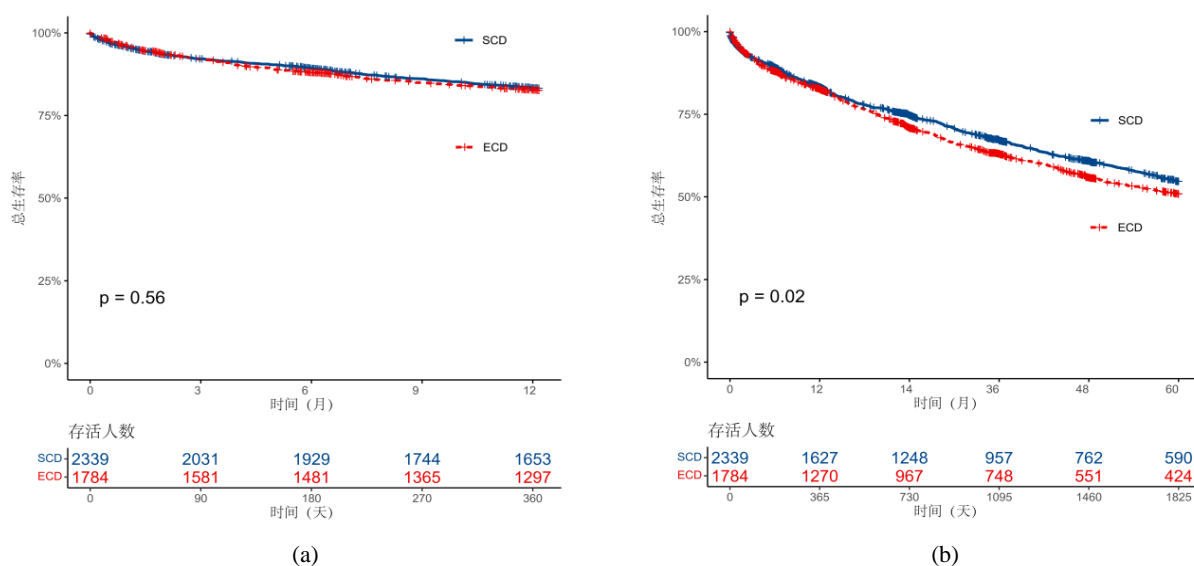 100%
75%
50%
25%
0%
总生存率
SCD
ECD
p = 0.56
0 3 6 9 12
时间（月）
存活人数
SCD 2339 2031 1929 1744 1653
ECD 1784 1581 1481 1365 1297
0 90 180 270 360
时间（天）
(a)
100%
75%
50%
25%
0%
总生存率
SCD
ECD
p = 0.02
0 12 14 36 48 60
时间（月）
存活人数
SCD 2339 1627 1248 957 762 590
ECD 1784 1270 967 748 551 424
0 365 730 1095 1460 1825
时间（天）
(b)